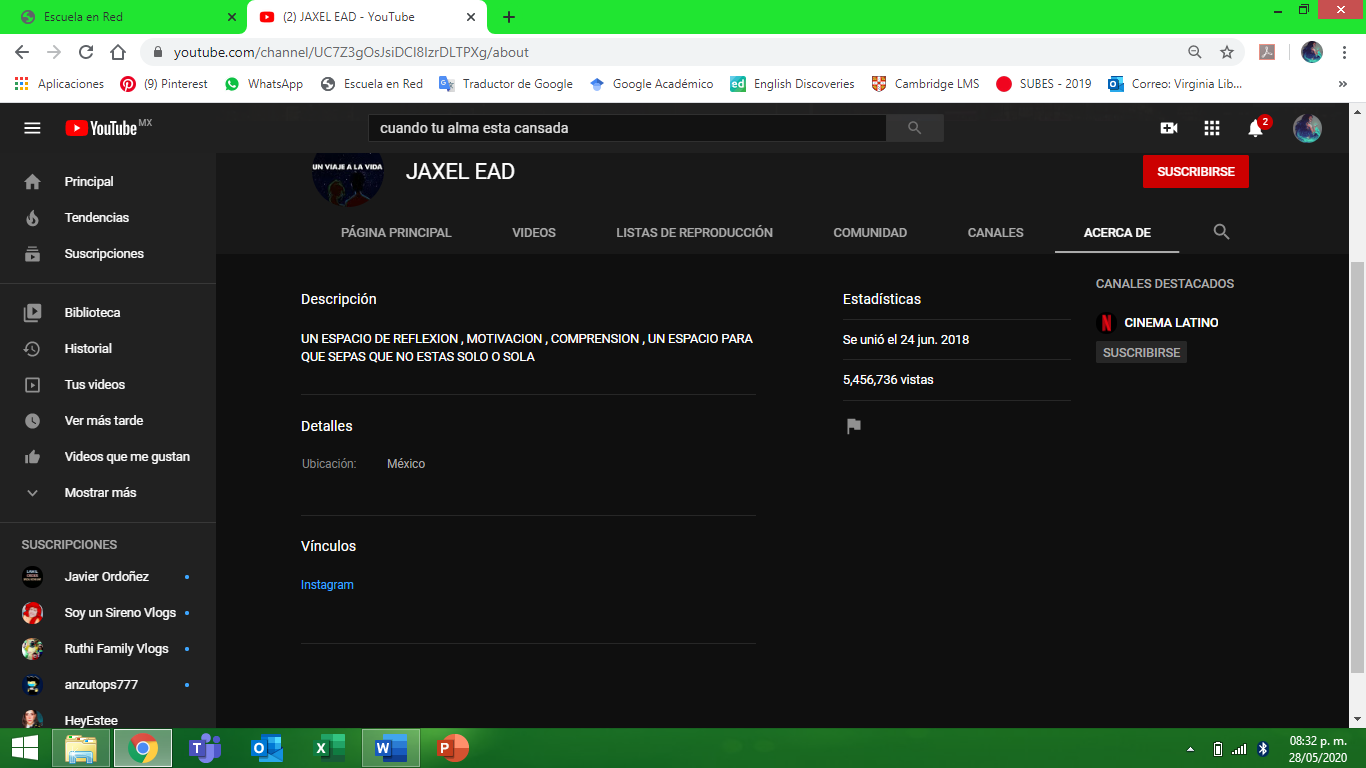 Escuela en Red
(2) JAXEL EAD - YouTube
youtube.com/channel/UC7Z3gOsJsiDCI8IzrDLTPXg/about
Aplicaciones
(9) Pinterest
WhatsApp
Escuela en Red
Traductor de Google
Google Académico
ed English Discoveries
Cambridge LMS
SUBES - 2019
Correo: Virginia Lib...
YouTube MX
cuando tu alma esta cansada
2
Principal
Tendencias
Suscripciones
Biblioteca
Historial
Tus videos
Ver más tarde
Videos que me gustan
Mostrar más
SUSCRIPCIONES
Javier Ordoñez
Soy un Sireno Vlogs
Ruthi Family Vlogs
anzutops777
HeyEstee
UN VIAJE A LA VIDA
JAXEL EAD
SUSCRIBIRSE
PÁGINA PRINCIPAL
VIDEOS
LISTAS DE REPRODUCCIÓN
COMUNIDAD
CANALES
ACERCA DE
Descripción
UN ESPACIO DE REFLEXION , MOTIVACION , COMPRENSION , UN ESPACIO PARA
QUE SEPAS QUE NO ESTAS SOLO O SOLA
Detalles
Ubicación: México
Vínculos
Instagram
Estadísticas
Se unió el 24 jun. 2018
5,456,736 vistas
CANALES DESTACADOS
CINEMA LATINO
SUSCRIBIRSE
08:32 p. m.
28/05/2020